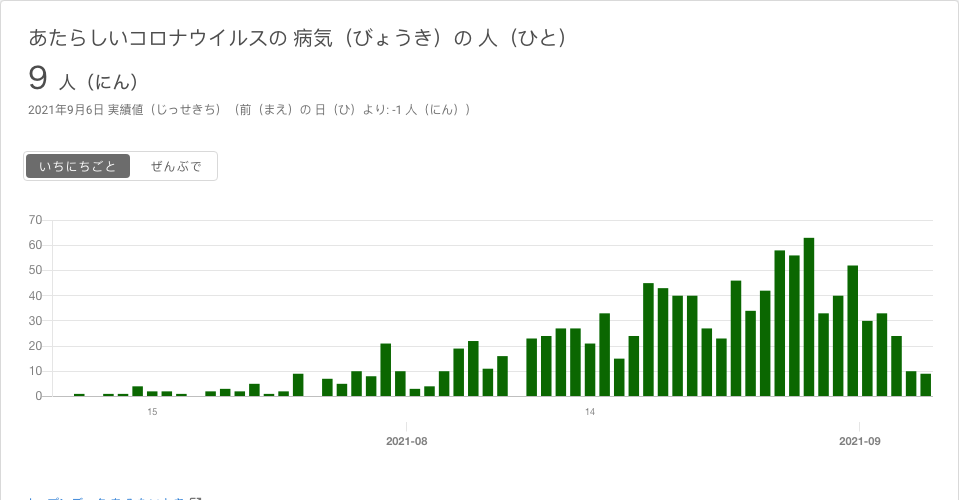 あたらしいコロナウイルスの 病気（びょうき）の 人（ひと）
9 人（にん）
2021年9月6日 実績値（じっせきち）（前（まえ）の 日（ひ）より: -1 人（にん））
いちにちごと ぜんぶで
70
60
50
40
30
20
10
0
15 14
2021-08 2021-09